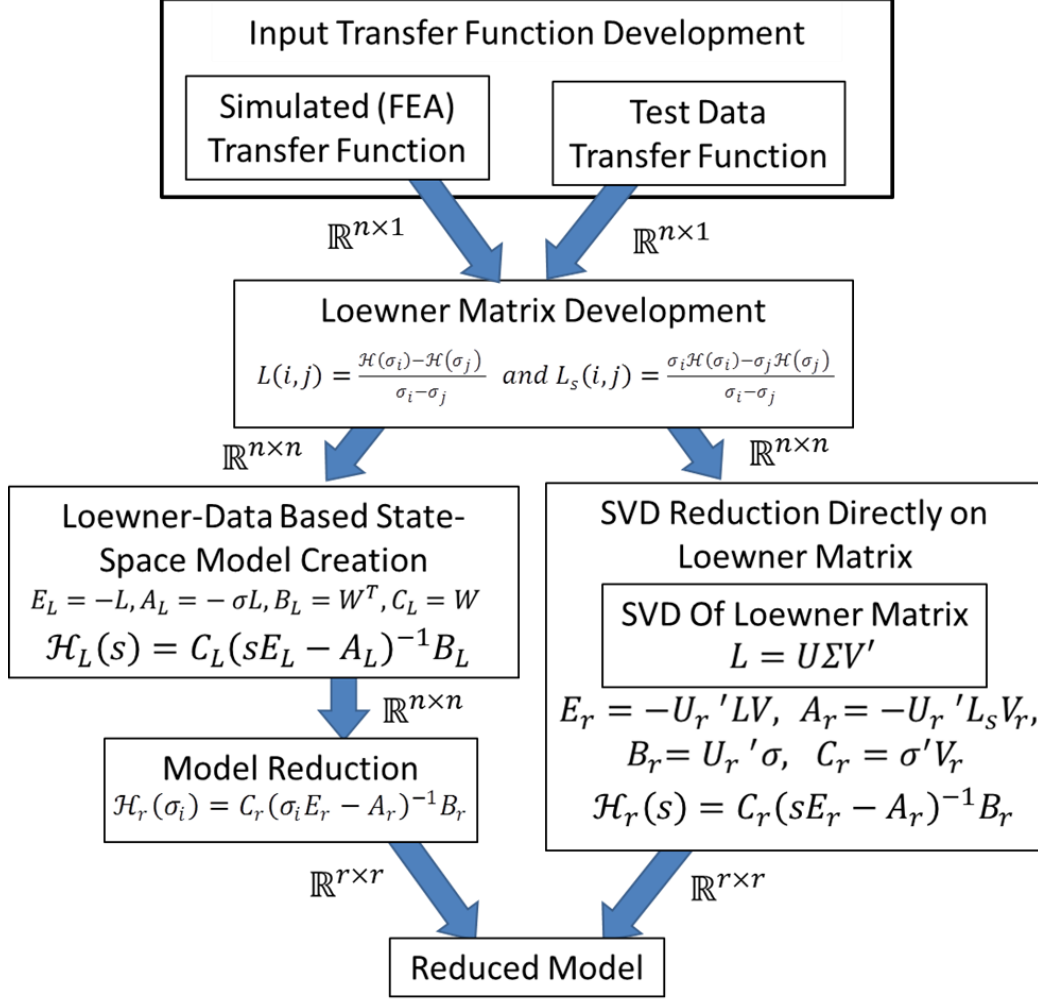 Input Transfer Function Development
Simulated (FEA)
Transfer Function
Test Data
Transfer Function
ℝ^{n×1}
ℝ^{n×1}
Loewner Matrix Development
L(i,j) = \frac{ℋ(σ_i)−ℋ(σ_j)}{σ_i−σ_j} and L_s(i,j) = \frac{σ_iℋ(σ_i)−σ_jℋ(σ_j)}{σ_i−σ_j}
ℝ^{n×n}
ℝ^{n×n}
Loewner-Data Based State-
Space Model Creation
E_L = −L, A_L = − σL, B_L = W^T, C_L = W
ℋ_L(s) = C_L(sE_L − A_L)^{−1}B_L
ℝ^{n×n}
Model Reduction
ℋ_r(σ_i) = C_r(σ_iE_r − A_r)^{−1}B_r
ℝ^{r×r}
SVD Reduction Directly on
Loewner Matrix
SVD Of Loewner Matrix
L = UΣV′
E_r = −U_r ′LV, A_r = −U_r ′L_sV_r,
B_r = U_r ′σ, C_r = σ′V_r
ℋ_r(s) = C_r(sE_r − A_r)^{−1}B_r
ℝ^{r×r}
Reduced Model